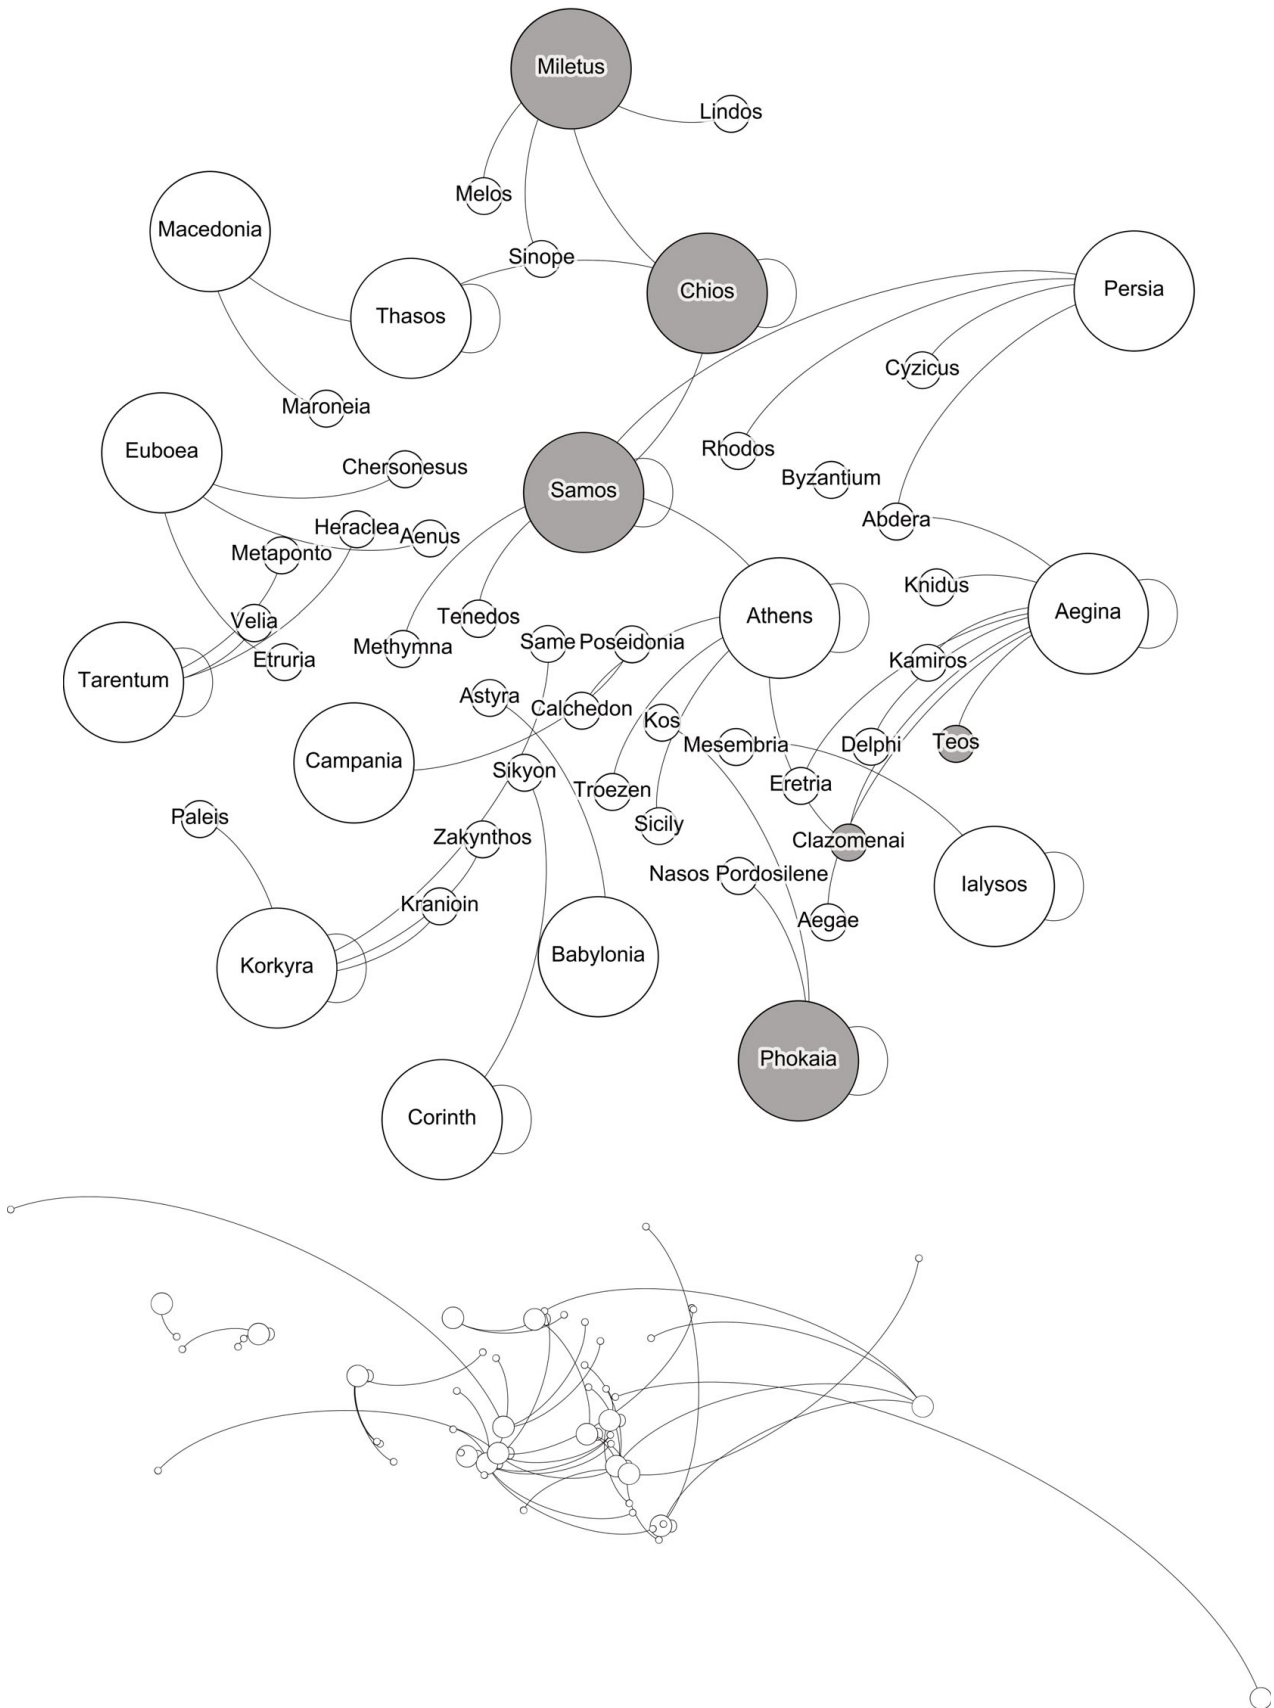 Miletus
Lindos
Melos
Macedonia
Sinope
Chios
Persia
Thasos
Cyzicus
Maroneia
Euboea
Rhodos
Chersonesus
Byzantium
Samos
Abdera
Heraclea
Aenus
Metaponto
Knidus
Athens
Aegina
Velia
Tenedos
Same
Poseidonia
Methymna
Etruria
Kamiros
Tarentum
Astyra
Calchedon
Kos
Mesembria
Delphi
Teos
Campania
Sikyon
Troezen
Eretria
Paleis
Sicily
Zakynthos
Clazomenai
Nasos Pordosilene
Ialysos
Kranioin
Aegae
Korkyra
Babylonia
Phokaia
Corinth